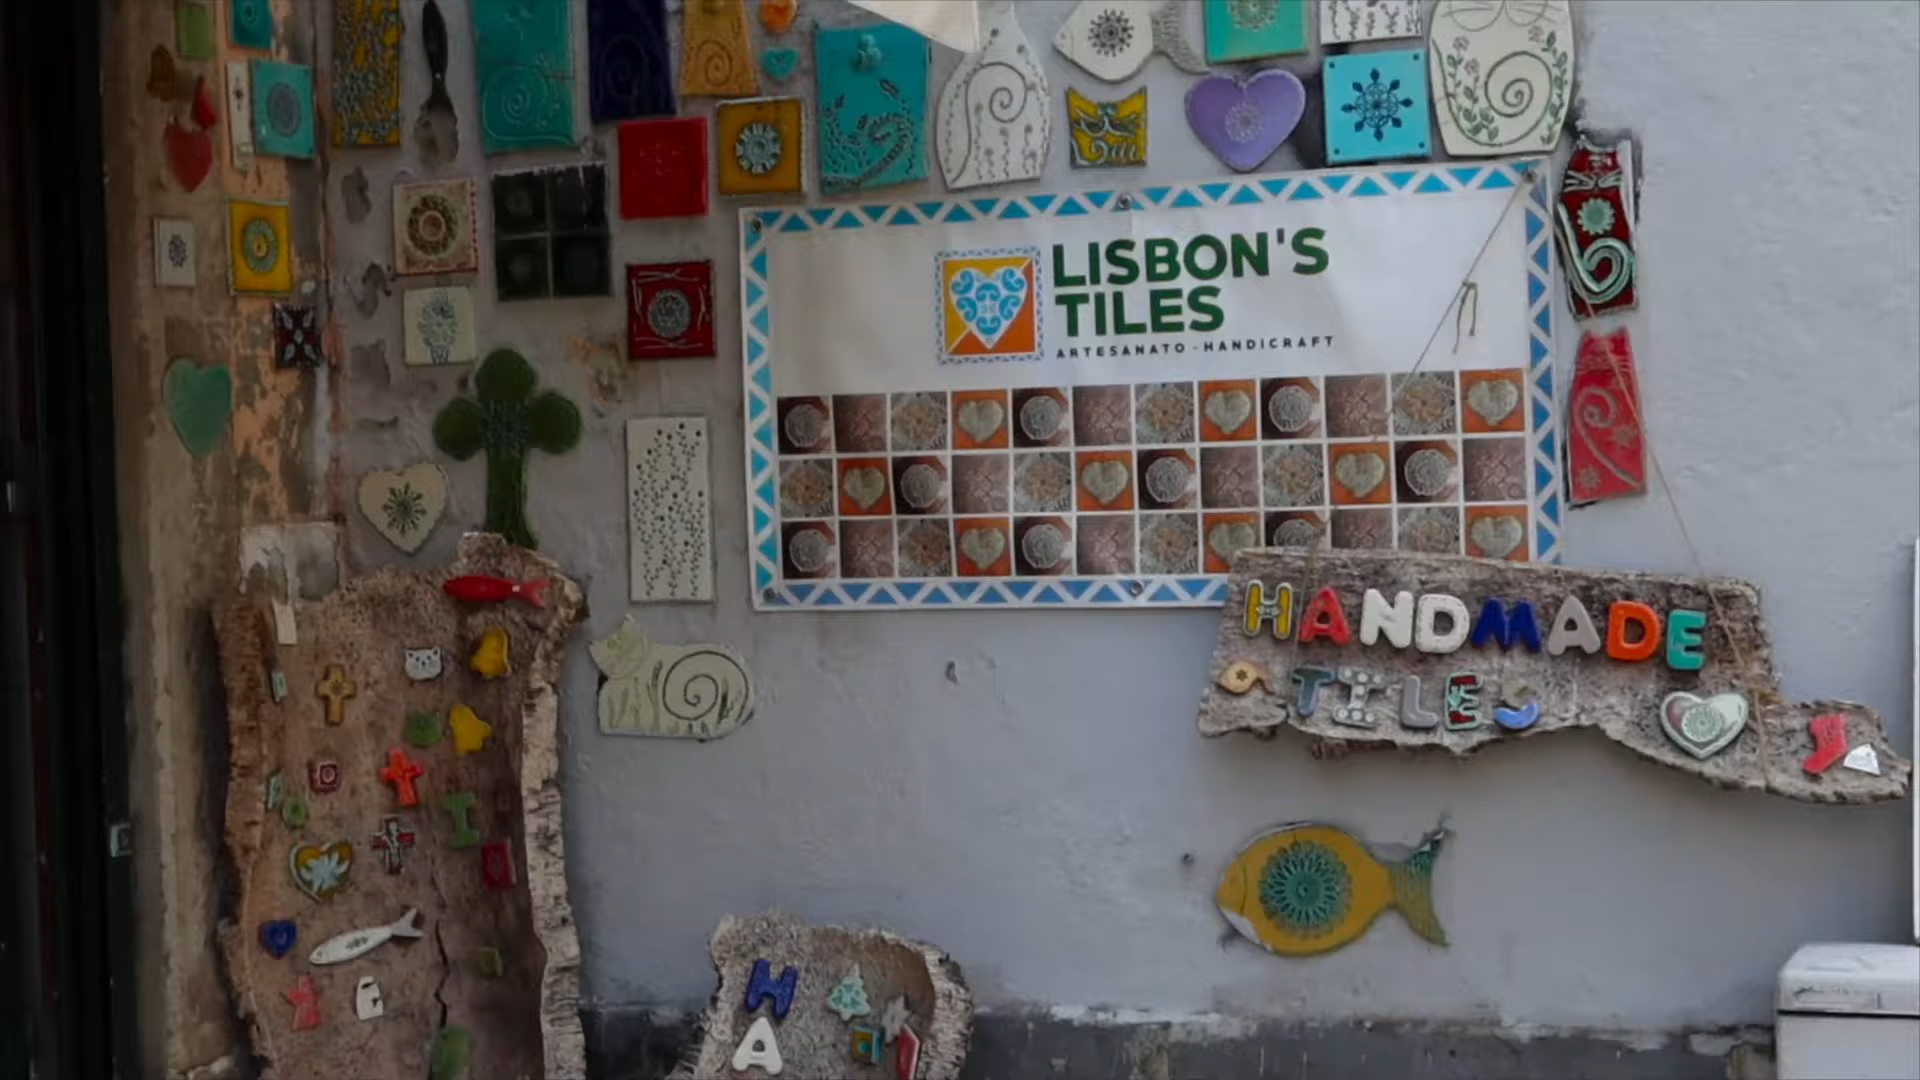 LISBON'S
TILES
ARTESANATO - HANDICRAFT
HANDMADE
TILES
H
A